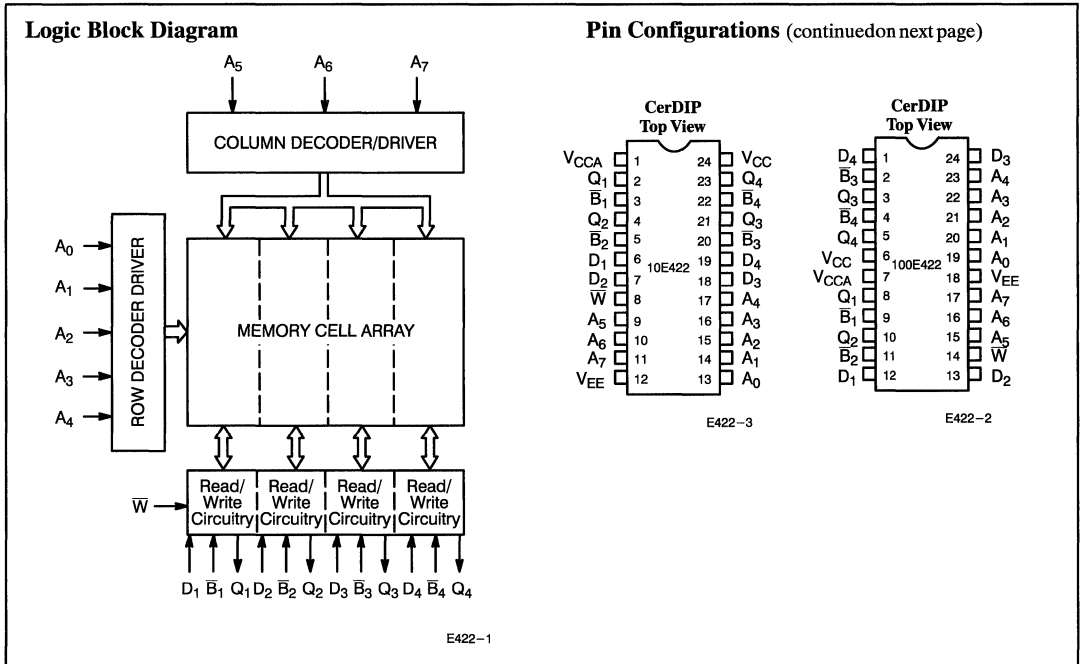 Logic Block Diagram
A5 A6 A7
COLUMN DECODER/DRIVER
A0
A1
A2
A3
A4
ROW DECODER DRIVER
MEMORY CELL ARRAY
W̅
Read/ Write Circuitry
Read/ Write Circuitry
Read/ Write Circuitry
Read/ Write Circuitry
D1 B̅1 Q1 D2 B̅2 Q2 D3 B̅3 Q3 D4 B̅4 Q4
E422-1
Pin Configurations (continuedon next page)
CerDIP
Top View
VCCA 1 24 VCC
Q1 2 23 Q4
B̅1 3 22 B̅4
Q2 4 21 Q3
B̅2 5 20 B̅3
D1 6 19 D4
10E422
D2 7 18 D3
W̅ 8 17 A4
A5 9 16 A3
A6 10 15 A2
A7 11 14 A1
VEE 12 13 A0
E422-3
CerDIP
Top View
D4 1 24 D3
B̅3 2 23 A4
Q3 3 22 A3
B̅4 4 21 A2
Q4 5 20 A1
VCC 6 19 A0
100E422
VCCA 7 18 VEE
Q1 8 17 A7
B̅1 9 16 A6
Q2 10 15 A5
B̅2 11 14 W̅
D1 12 13 D2
E422-2